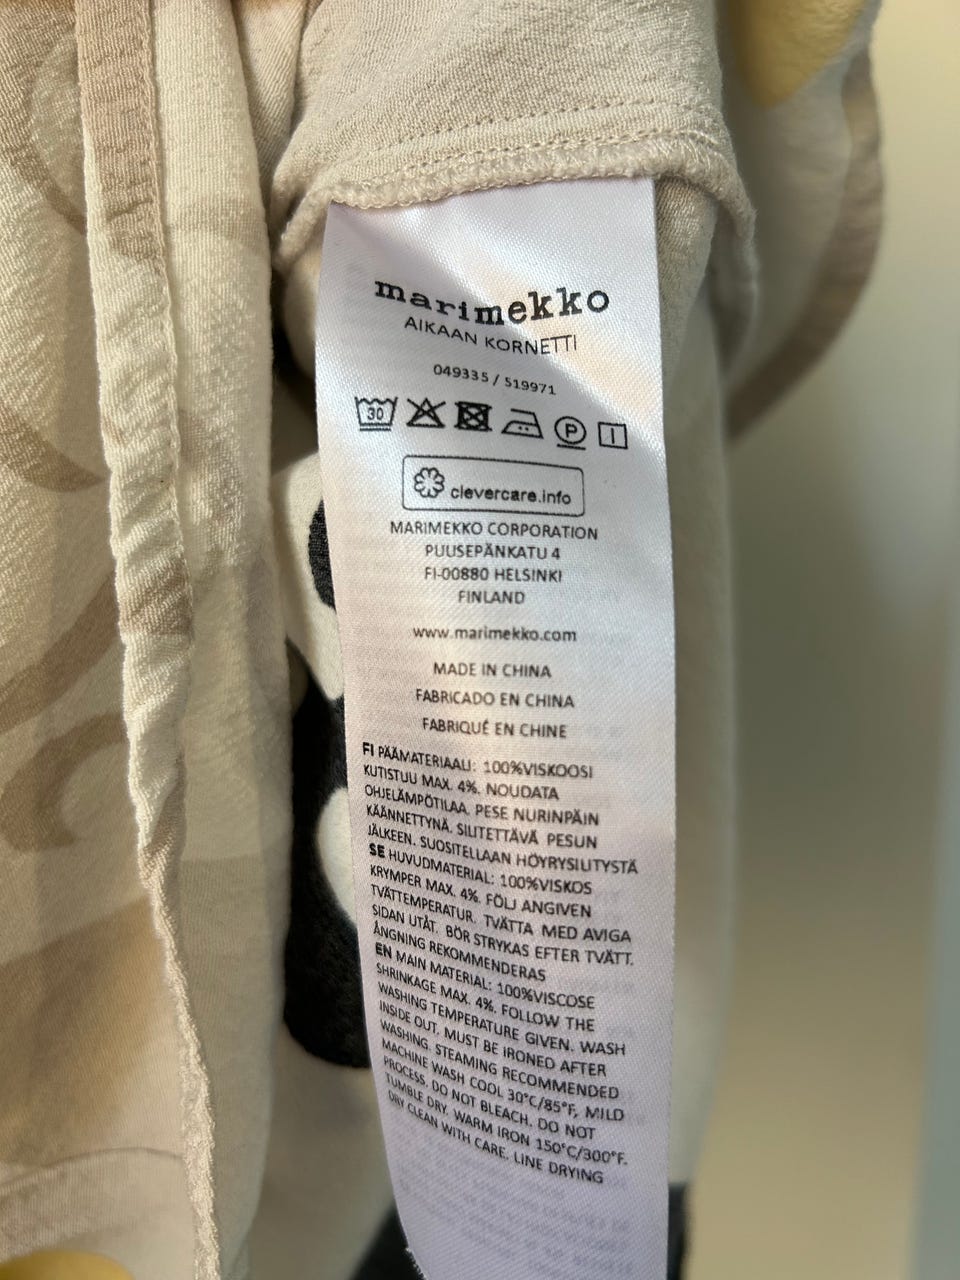 marimekko
AIKAAN KORNETTI
049335 / 519971
30 P
clevercare.info
MARIMEKKO CORPORATION
PUUSEPÄNKATU 4
FI-00880 HELSINKI
FINLAND
www.marimekko.com
MADE IN CHINA
FABRICADO EN CHINA
FABRIQUÉ EN CHINE
FI PÄÄMATERIAALI: 100%VISKOOSI
KUTISTUU MAX. 4%. NOUDATA
OHJELÄMPÖTILAA. PESE NURINPÄIN
KÄÄNNETTYNÄ. SILITETTÄVÄ PESUN
JÄLKEEN. SUOSITELLAAN HÖYRYSILITYSTÄ
SE HUVUDMATERIAL: 100%VISKOS
KRYMPER MAX. 4%. FÖLJ ANGIVEN
TVÄTTEMPERATUR. TVÄTTA MED AVIGA
SIDAN UTÅT. BÖR STRYKAS EFTER TVÄTT.
ÅNGNING REKOMMENDERAS
EN MAIN MATERIAL: 100%VISCOSE
SHRINKAGE MAX. 4%. FOLLOW THE
WASHING TEMPERATURE GIVEN. WASH
INSIDE OUT. MUST BE IRONED AFTER
WASHING. STEAMING RECOMMENDED
MACHINE WASH COOL 30°C/85°F, MILD
PROCESS. DO NOT BLEACH. DO NOT
TUMBLE DRY. WARM IRON 150°C/300°F.
DRY CLEAN WITH CARE. LINE DRYING